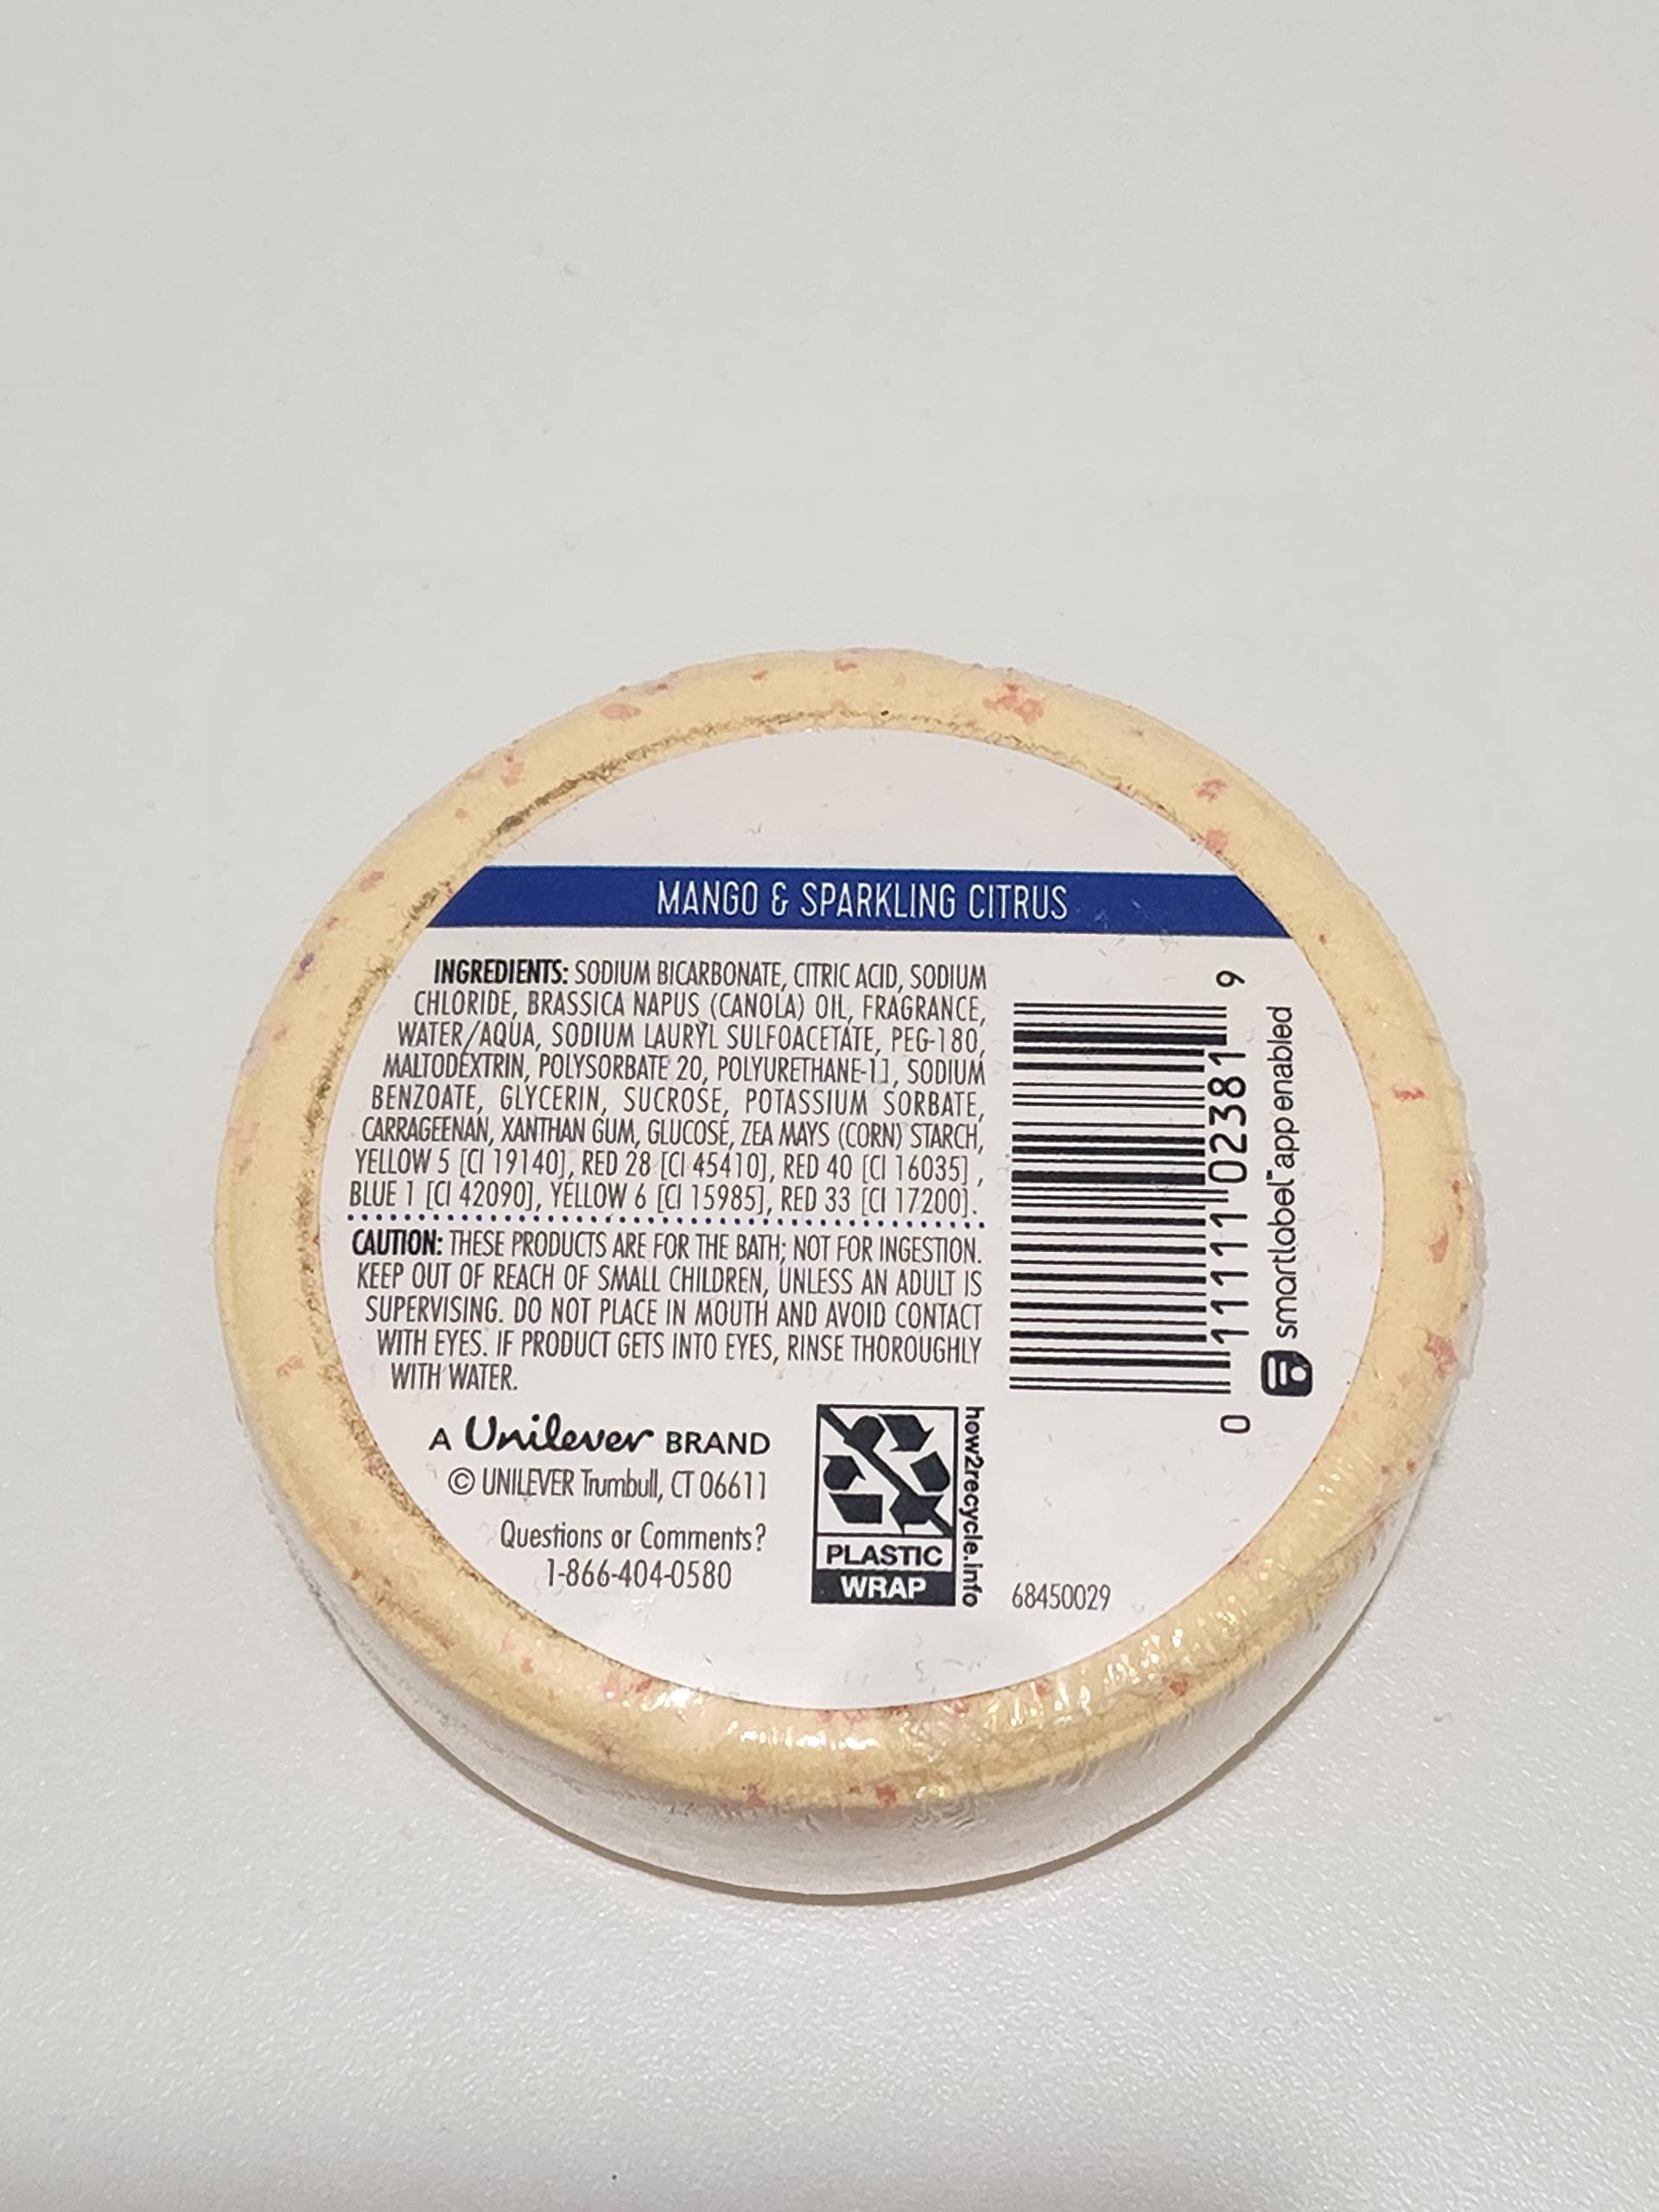 MANGO & SPARKLING CITRUS
INGREDIENTS: SODIUM BICARBONATE, CITRIC ACID, SODIUM
CHLORIDE, BRASSICA NAPUS (CANOLA) OIL, FRAGRANCE,
WATER/AQUA, SODIUM LAURYL SULFOACETATE, PEG-180,
MALTODEXTRIN, POLYSORBATE 20, POLYURETHANE-11, SODIUM
BENZOATE, GLYCERIN, SUCROSE, POTASSIUM SORBATE,
CARRAGEENAN, XANTHAN GUM, GLUCOSE, ZEA MAYS (CORN) STARCH,
YELLOW 5 [CI 19140], RED 28 [CI 45410], RED 40 [CI 16035] ,
BLUE 1 [CI 42090], YELLOW 6 [CI 15985], RED 33 [CI 17200].
CAUTION: THESE PRODUCTS ARE FOR THE BATH; NOT FOR INGESTION.
KEEP OUT OF REACH OF SMALL CHILDREN, UNLESS AN ADULT IS
SUPERVISING. DO NOT PLACE IN MOUTH AND AVOID CONTACT
WITH EYES. IF PRODUCT GETS INTO EYES, RINSE THOROUGHLY
WITH WATER.
A Unilever BRAND
© UNILEVER Trumbull, CT 06611
Questions or Comments?
1-866-404-0580
PLASTIC
WRAP
how2recycle.info
68450029
0 11111 02381 9
smartlabel™ app enabled